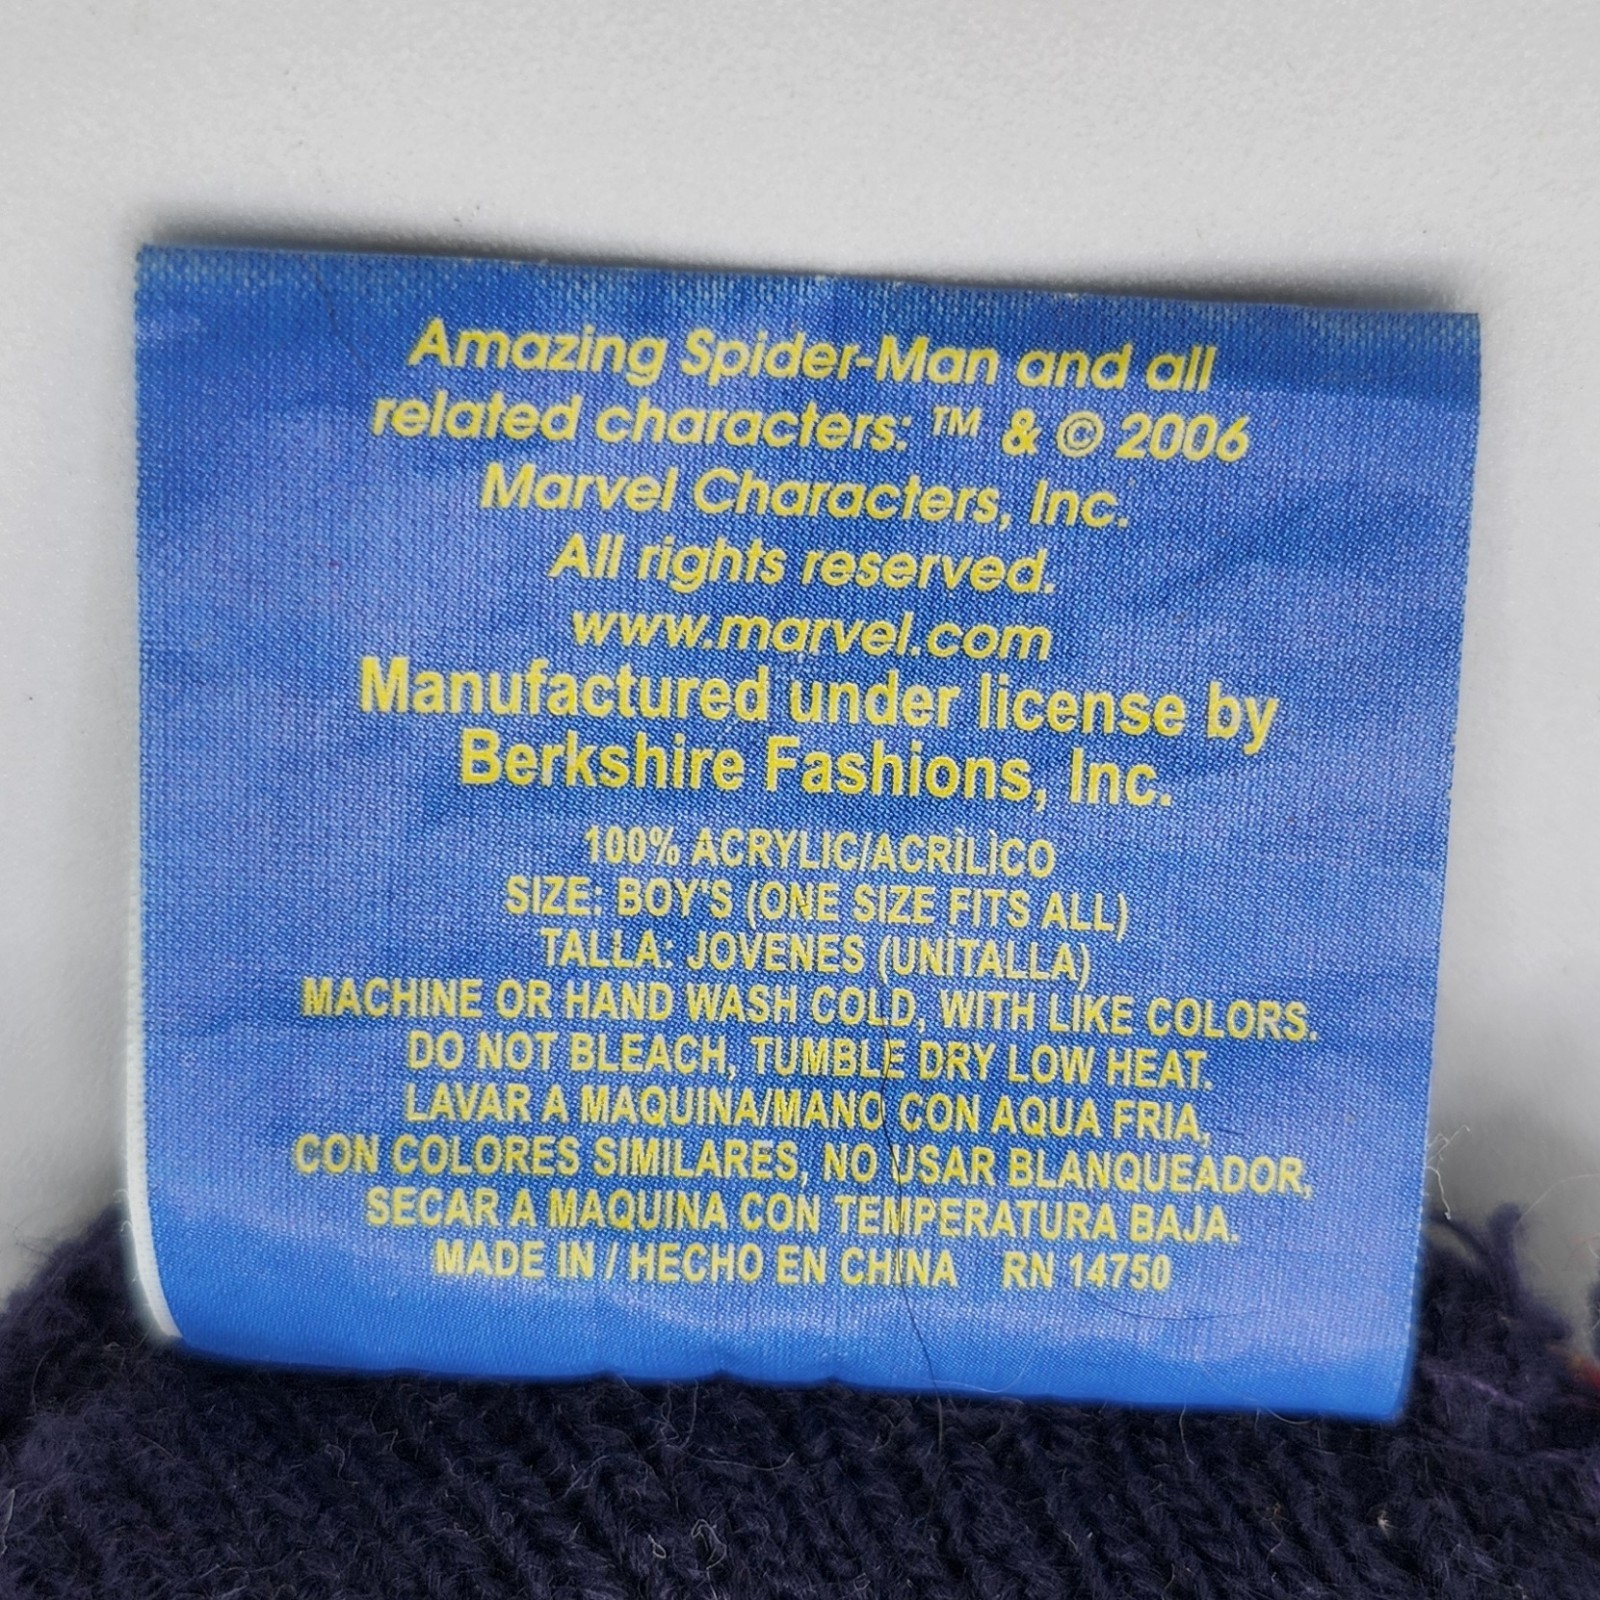 Amazing Spider-Man and all
related characters: ™ & © 2006
Marvel Characters, Inc.
All rights reserved.
www.marvel.com
Manufactured under license by
Berkshire Fashions, Inc.
100% ACRYLIC/ACRÌLÌCO
SIZE: BOY'S (ONE SIZE FITS ALL)
TALLA: JOVENES (UNÌTALLA)
MACHINE OR HAND WASH COLD, WITH LIKE COLORS.
DO NOT BLEACH, TUMBLE DRY LOW HEAT.
LAVAR A MAQUINA/MANO CON AQUA FRIA,
CON COLORES SIMILARES, NO USAR BLANQUEADOR,
SECAR A MAQUINA CON TEMPERATURA BAJA.
MADE IN / HECHO EN CHINA RN 14750